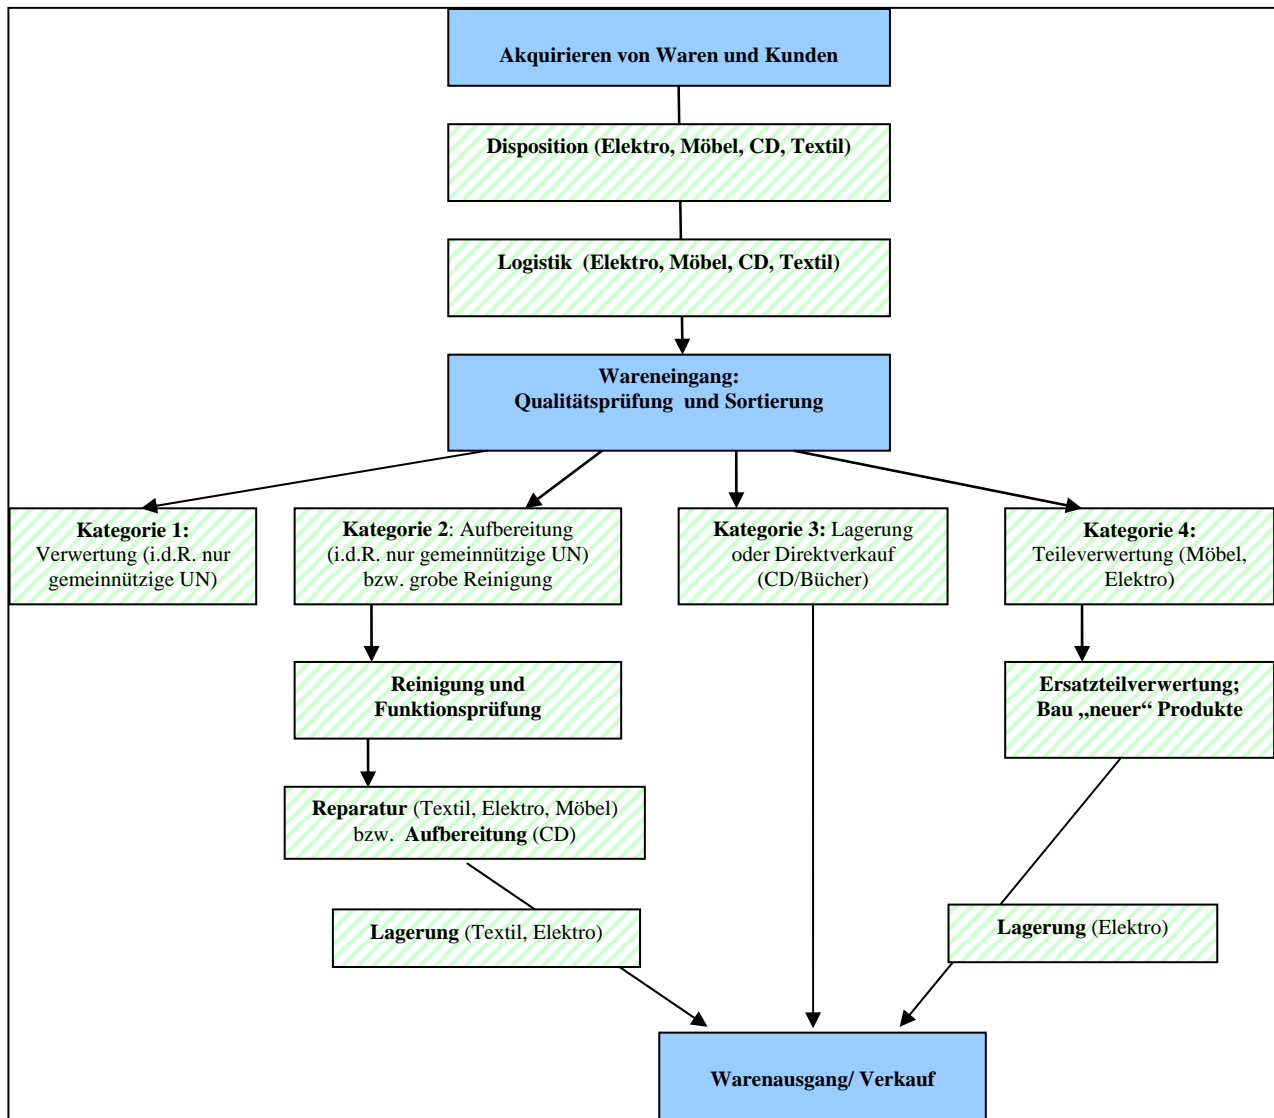 Akquirieren von Waren und Kunden
Disposition (Elektro, Möbel, CD, Textil)
Logistik  (Elektro, Möbel, CD, Textil)
Wareneingang:
Qualitätsprüfung  und Sortierung
Kategorie 1:
Verwertung (i.d.R. nur
gemeinnützige UN)
Kategorie 2: Aufbereitung
(i.d.R. nur gemeinnützige UN)
bzw. grobe Reinigung
Kategorie 3: Lagerung
oder Direktverkauf
(CD/Bücher)
Kategorie 4:
Teileverwertung (Möbel,
Elektro)
Reinigung und
Funktionsprüfung
Ersatzteilverwertung;
Bau „neuer“ Produkte
Reparatur (Textil, Elektro, Möbel)
bzw.  Aufbereitung (CD)
Lagerung (Textil, Elektro)
Lagerung (Elektro)
Warenausgang/ Verkauf